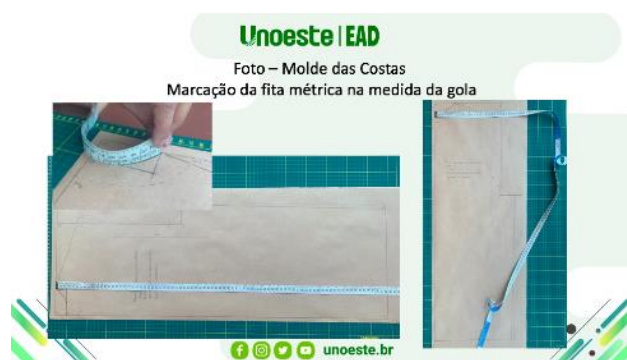 Unoeste | EAD
Foto – Molde das Costas
Marcação da fita métrica na medida da gola
unoeste.br